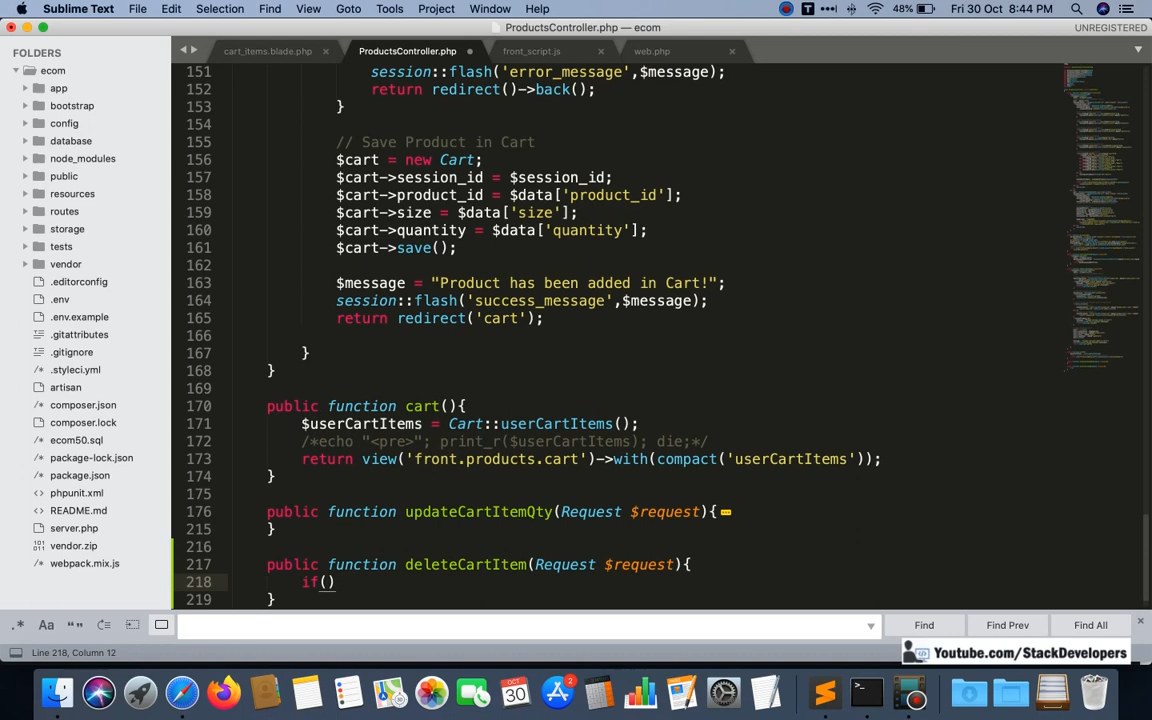 Sublime Text File Edit Selection Find View Goto Tools Project Window Help 48% Fri 30 Oct 8:44 PM
ProductsController.php — ecom UNREGISTERED
FOLDERS
ecom
app
bootstrap
config
database
node_modules
public
resources
routes
storage
tests
vendor
.editorconfig
.env
.env.example
.gitattributes
.gitignore
.styleci.yml
artisan
composer.json
composer.lock
ecom50.sql
package-lock.json
package.json
phpunit.xml
README.md
server.php
vendor.zip
webpack.mix.js
cart_items.blade.php ProductsController.php front_script.js web.php
151 session::flash('error_message',$message);
152 return redirect()->back();
153 }
154
155 // Save Product in Cart
156 $cart = new Cart;
157 $cart->session_id = $session_id;
158 $cart->product_id = $data['product_id'];
159 $cart->size = $data['size'];
160 $cart->quantity = $data['quantity'];
161 $cart->save();
162
163 $message = "Product has been added in Cart!";
164 session::flash('success_message',$message);
165 return redirect('cart');
166
167 }
168 }
169
170 public function cart(){
171 $userCartItems = Cart::userCartItems();
172 /*echo "<pre>"; print_r($userCartItems); die;*/
173 return view('front.products.cart')->with(compact('userCartItems'));
174 }
175
176 public function updateCartItemQty(Request $request){
215 }
216
217 public function deleteCartItem(Request $request){
218 if()
219 }
Find Find Prev Find All
Line 218, Column 12
Youtube.com/StackDevelopers
OCT 30
2